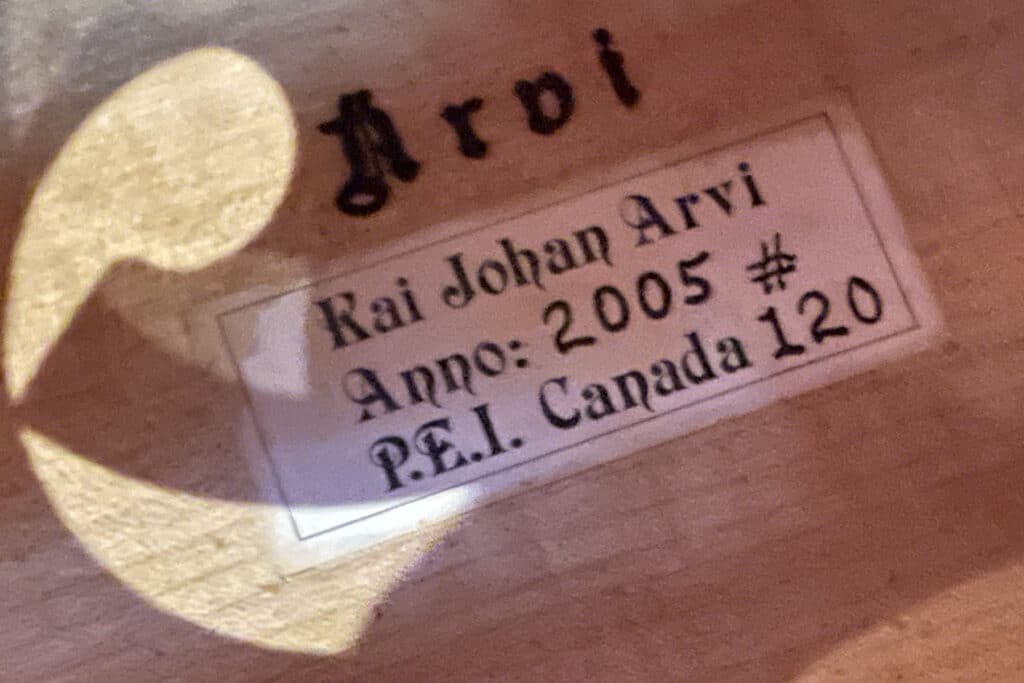 Arvi
Kai Johan Arvi
Anno: 2005 #
P.E.I. Canada 120